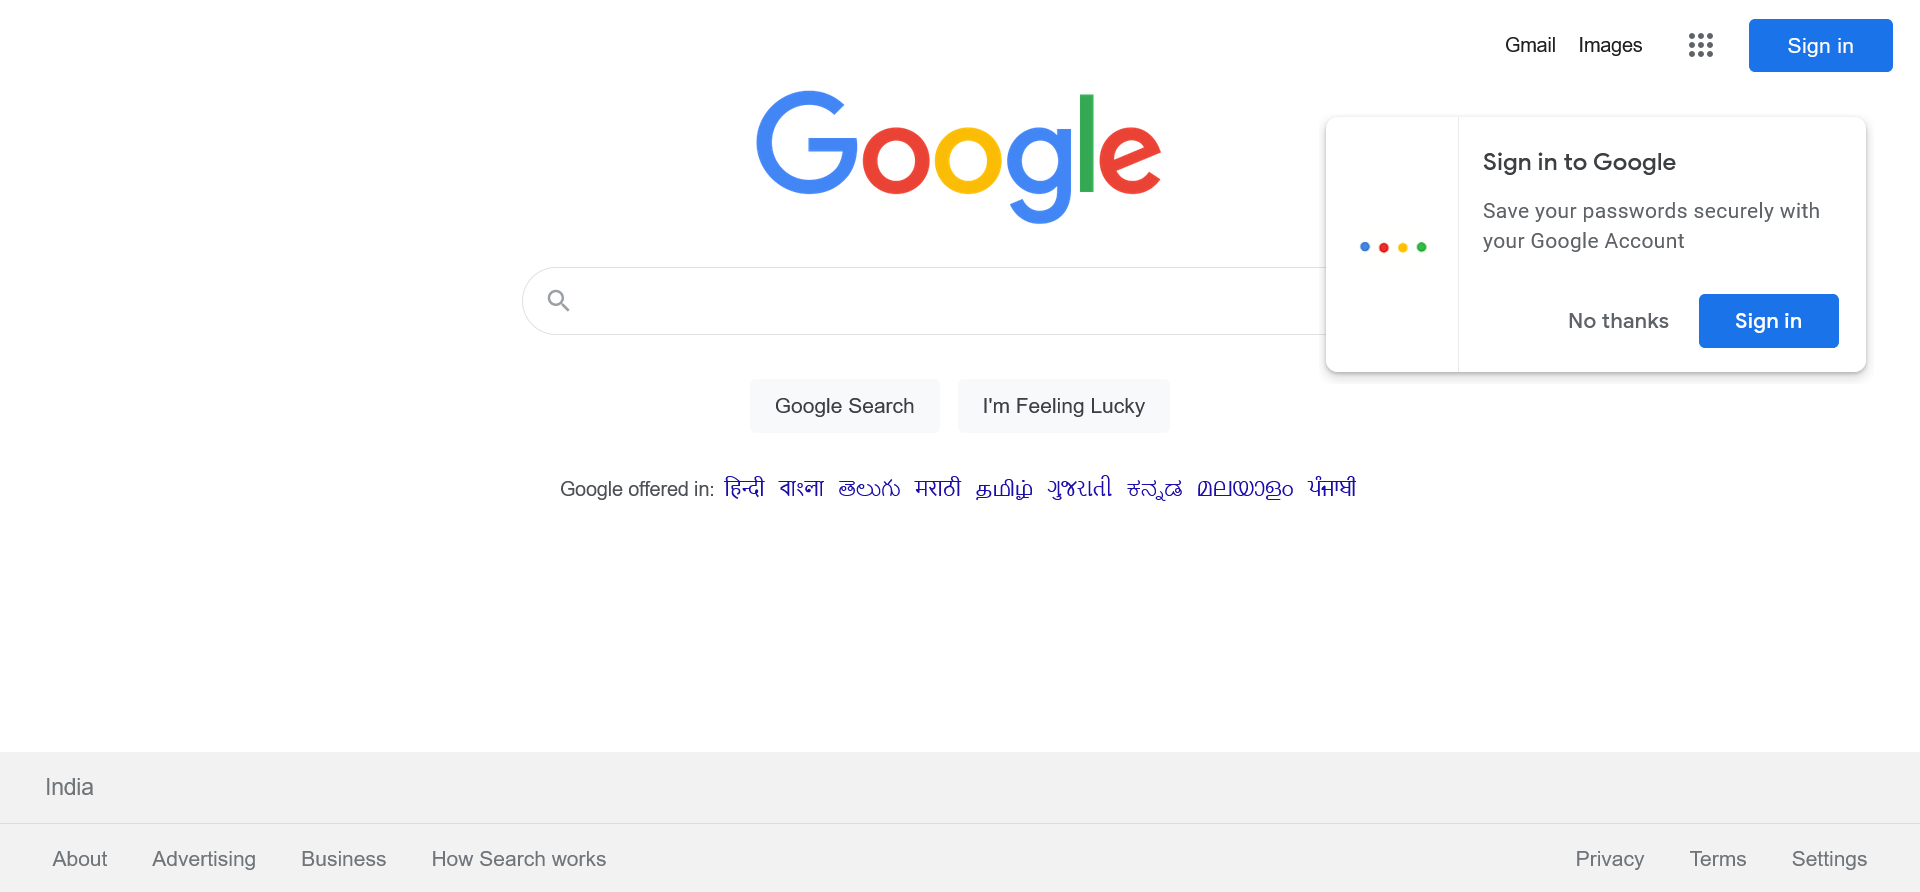 Gmail Images Sign in
Google
Sign in to Google
Save your passwords securely with
your Google Account
No thanks Sign in
Google Search I'm Feeling Lucky
Google offered in: हिन्दी বাংলা తెలుగు मराठी தமிழ் ગુજરાતી ಕನ್ನಡ മലയാളം ਪੰਜਾਬੀ
India
About Advertising Business How Search works Privacy Terms Settings